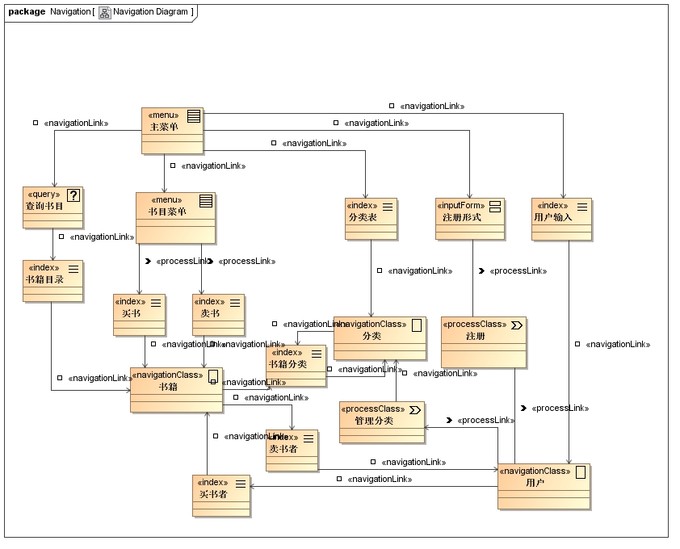 package Navigation [ Navigation Diagram ]
«navigationLink»
«menu»
主菜单
«navigationLink»
«navigationLink»
«navigationLink»
«navigationLink»
«query»
查询书目
«menu»
书目菜单
«index»
分类表
«inputForm»
注册形式
«index»
用户输入
«navigationLink»
«processLink»
«processLink»
«navigationLink»
«processLink»
«index»
书籍目录
«index»
买书
«index»
卖书
«navigationLink»
«navigationClass»
分类
«processClass»
注册
«navigationLink»
«navigationLink»
«navigationLink»
«index»
书籍分类
«navigationLink»
«navigationClass»
书籍
«navigationLink»
«navigationLink»
«navigationLink»
«navigationLink»
«processClass»
管理分类
«processLink»
«processLink»
«navigationLink»
«index»
卖书者
«navigationLink»
«navigationClass»
用户
«navigationLink»
«index»
买书者